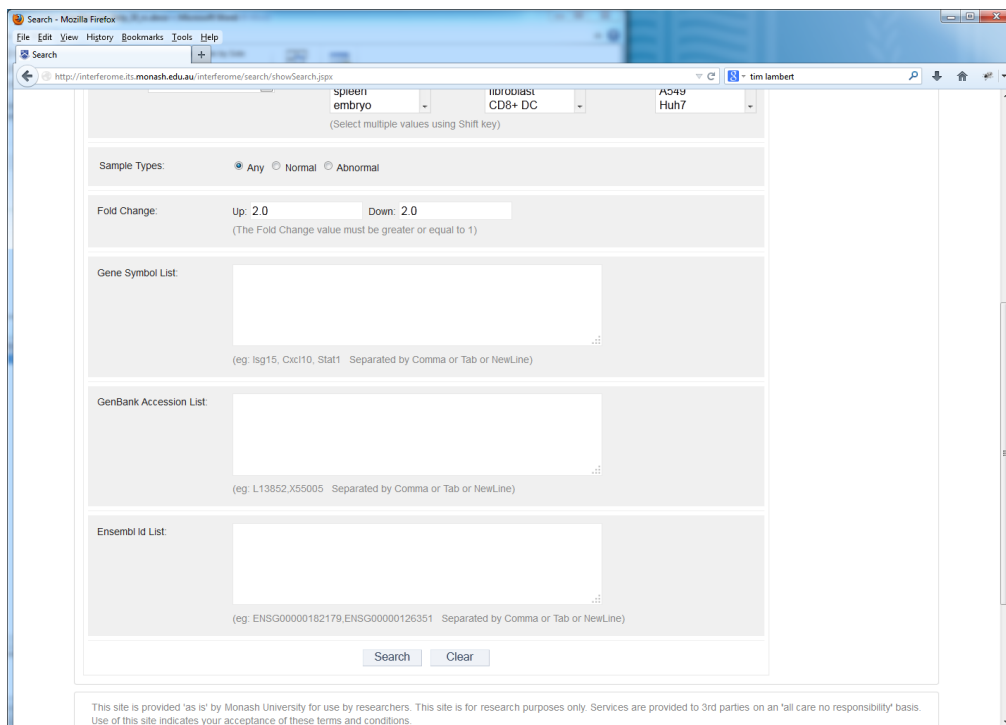 Search - Mozilla Firefox
File Edit View History Bookmarks Tools Help
Search +
http://interferome.its.monash.edu.au/interferome/search/showSearch.jspx tim lambert
spleen fibroblast A549
embryo CD8+ DC Huh7
(Select multiple values using Shift key)
Sample Types: Any Normal Abnormal
Fold Change: Up: 2.0 Down: 2.0
(The Fold Change value must be greater or equal to 1)
Gene Symbol List:
(eg: Isg15, Cxcl10, Stat1 Separated by Comma or Tab or NewLine)
GenBank Accession List:
(eg: L13852,X55005 Separated by Comma or Tab or NewLine)
Ensembl Id List:
(eg: ENSG00000182179,ENSG00000126351 Separated by Comma or Tab or NewLine)
Search Clear
This site is provided 'as is' by Monash University for use by researchers. This site is for research purposes only. Services are provided to 3rd parties on an 'all care no responsibility' basis.
Use of this site indicates your acceptance of these terms and conditions.